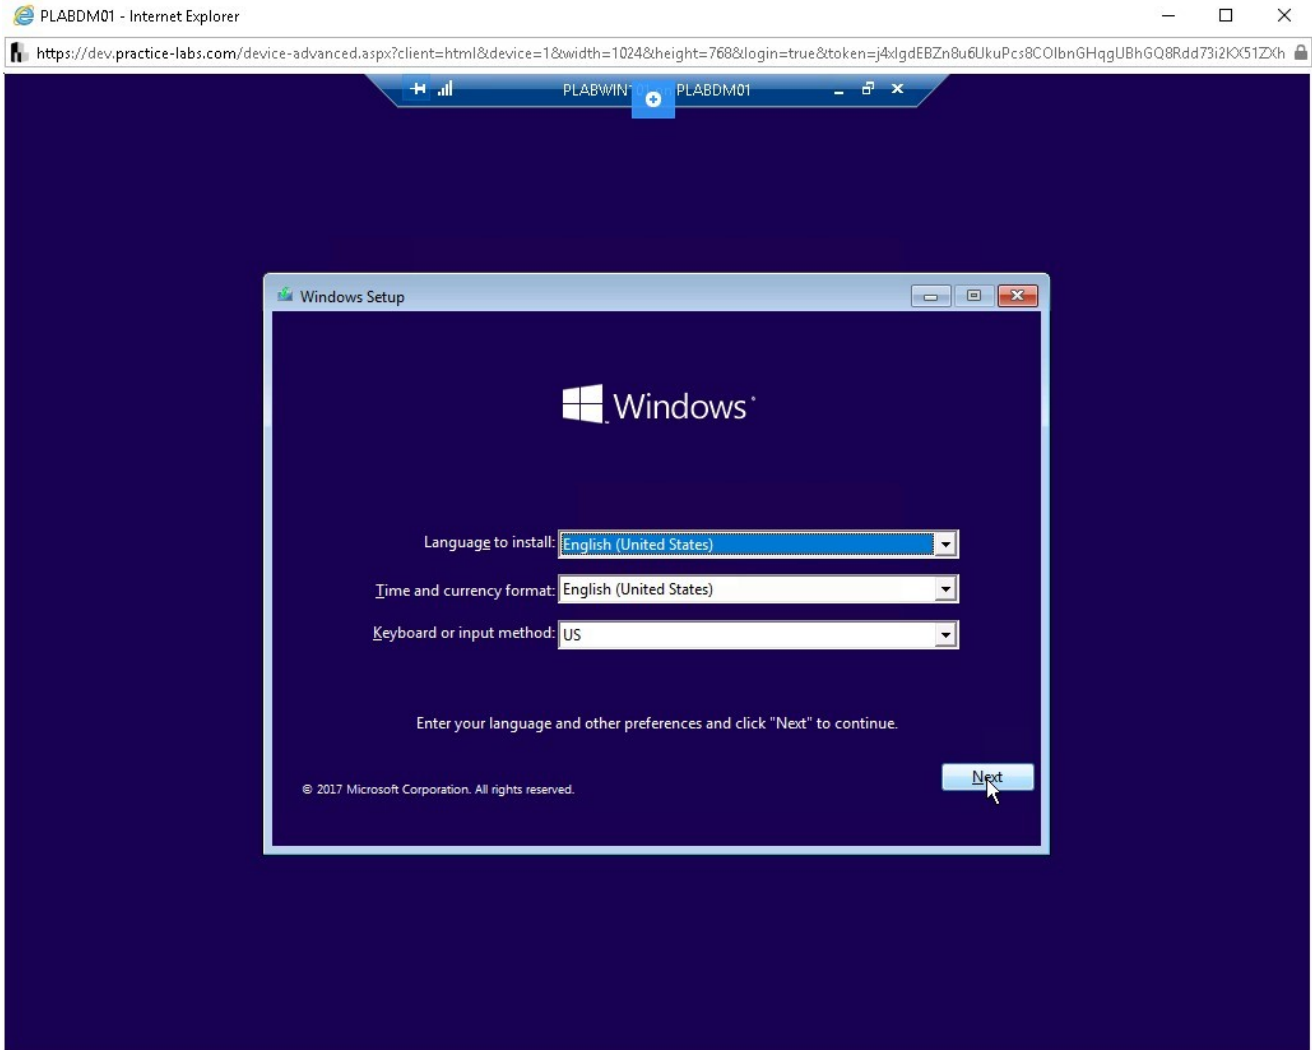 PLABDM01 - Internet Explorer
https://dev.practice-labs.com/device-advanced.aspx?client=html&device=1&width=1024&height=768&login=true&token=j4xIgdEBZn8u6UkuPcs8COIbnGHqgUBhGQ8Rdd73i2KX51ZXh
PLABWIN PLABDM01
Windows Setup
Windows
Language to install: English (United States)
Time and currency format: English (United States)
Keyboard or input method: US
Enter your language and other preferences and click "Next" to continue.
Next
© 2017 Microsoft Corporation. All rights reserved.